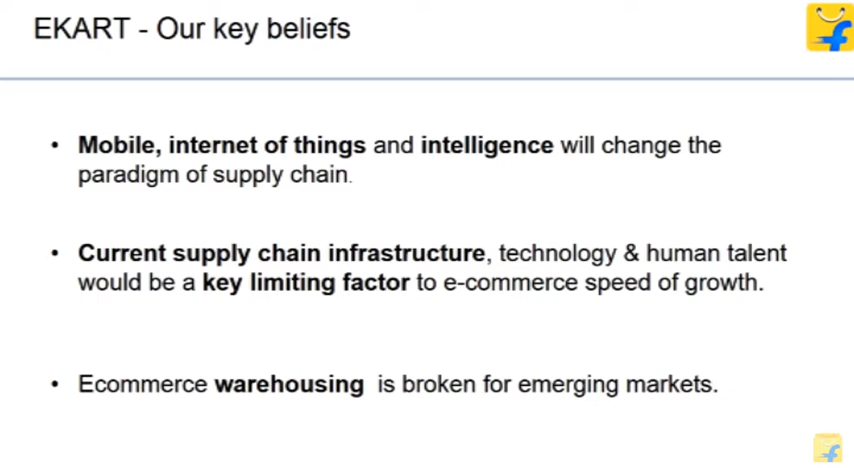 EKART - Our key beliefs
• Mobile, internet of things and intelligence will change the
paradigm of supply chain.
• Current supply chain infrastructure, technology & human talent
would be a key limiting factor to e-commerce speed of growth.
• Ecommerce warehousing is broken for emerging markets.